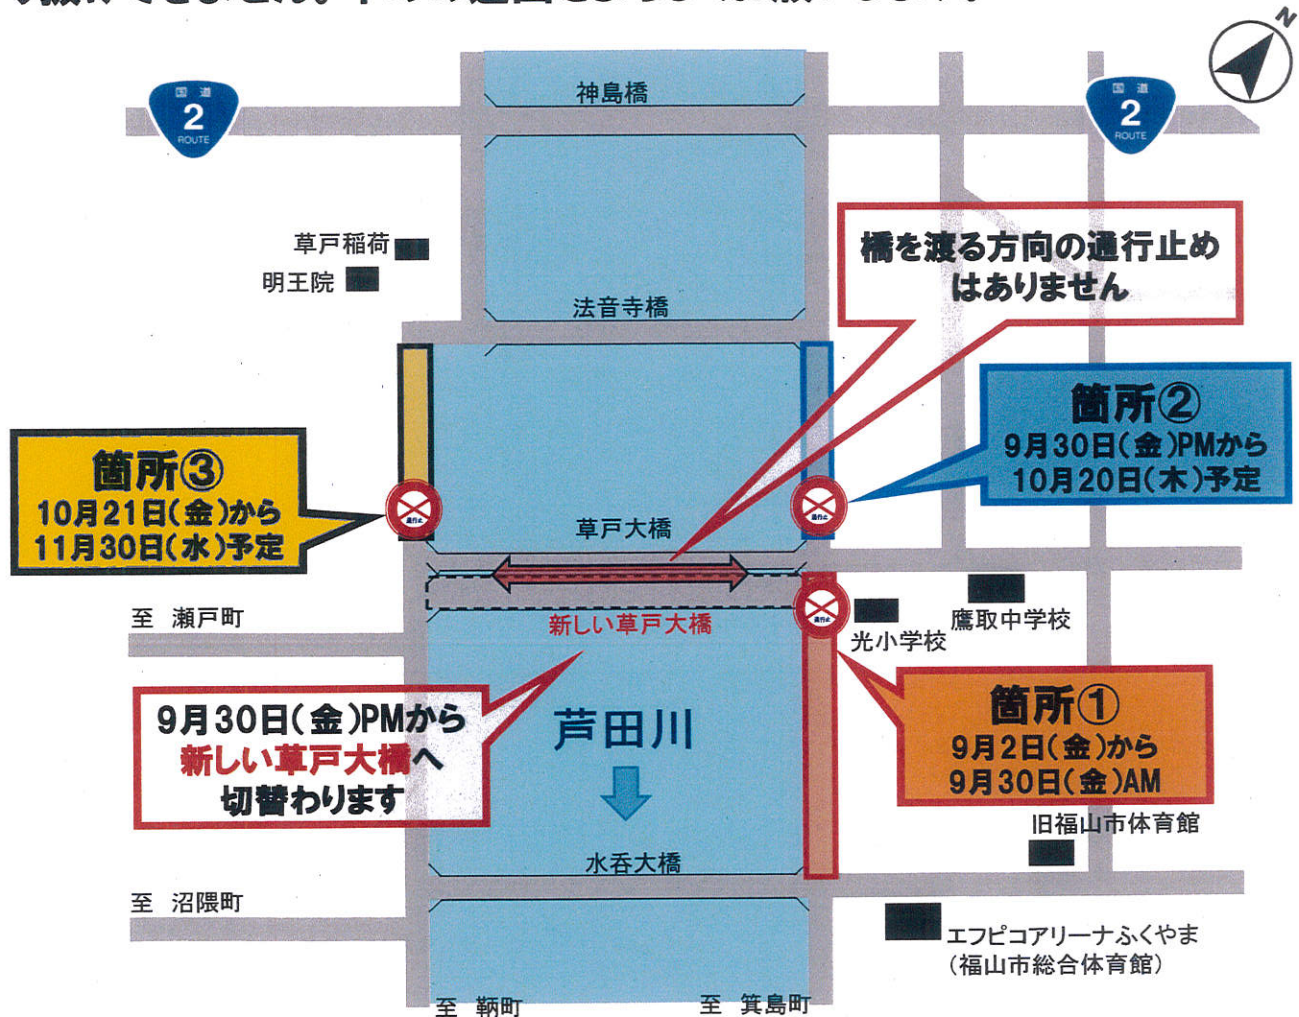 N
神島橋
国道
2
ROUTE
国道
2
ROUTE
草戸稲荷
明王院
橋を渡る方向の通行止め
はありません
法音寺橋
箇所②
9月30日(金)PMから
10月20日(木)予定
箇所③
10月21日(金)から
11月30日(水)予定
通行止
通行止
草戸大橋
至 瀬戸町
新しい草戸大橋
通行止
光小学校
鷹取中学校
9月30日(金)PMから
新しい草戸大橋へ
切替わります
芦田川
箇所①
9月2日(金)から
9月30日(金)AM
旧福山市体育館
水呑大橋
至 沼隈町
エフピコアリーナふくやま
(福山市総合体育館)
至 鞆町
至 箕島町